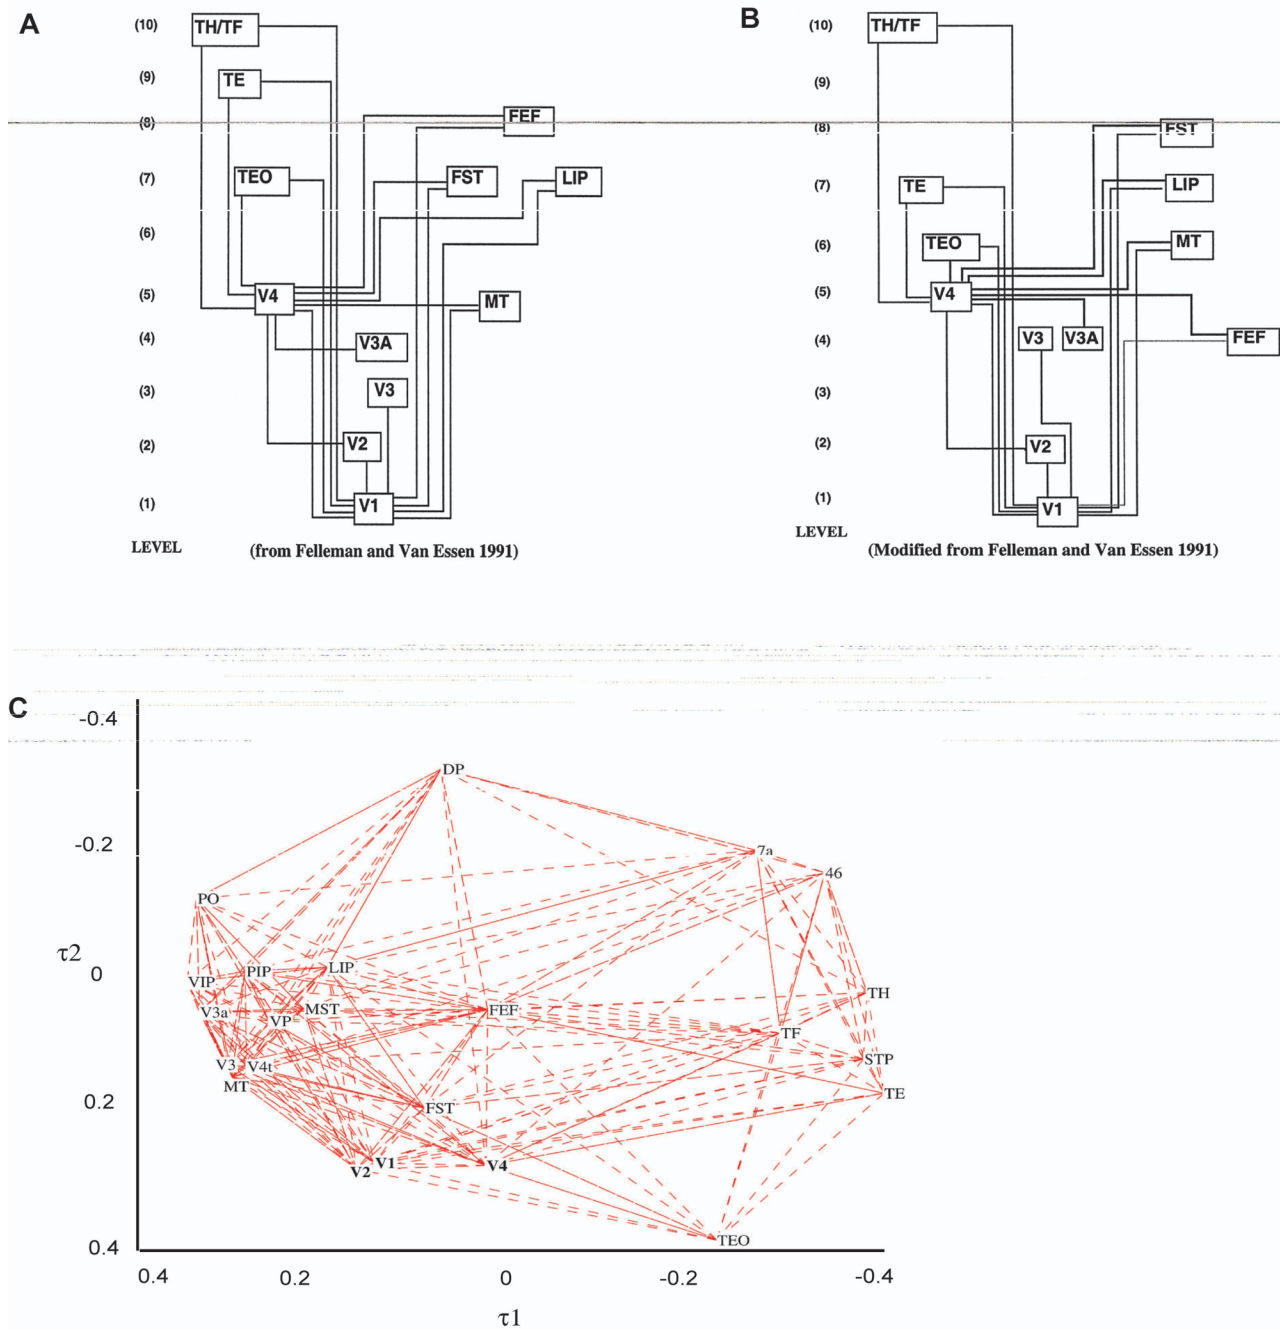 A
(10) TH/TF
(9) TE
(8) FEF
(7) TEO FST LIP
(6)
(5) V4 MT
(4) V3A
(3) V3
(2) V2
(1) V1
LEVEL (from Felleman and Van Essen 1991)
B
(10) TH/TF
(9)
(8) FST
(7) TE LIP
(6) TEO MT
(5) V4
(4) V3 V3A FEF
(3)
(2) V2
(1) V1
LEVEL (Modified from Felleman and Van Essen 1991)
C
-0.4
DP
-0.2 7a
46
PO
τ2
0 PIP LIP
VIP TH
V3a MST FEF
VP TF
V3 V4t STP
MT TE
0.2 FST
V2 V1 V4
TEO
0.4
0.4 0.2 0 -0.2 -0.4
τ1